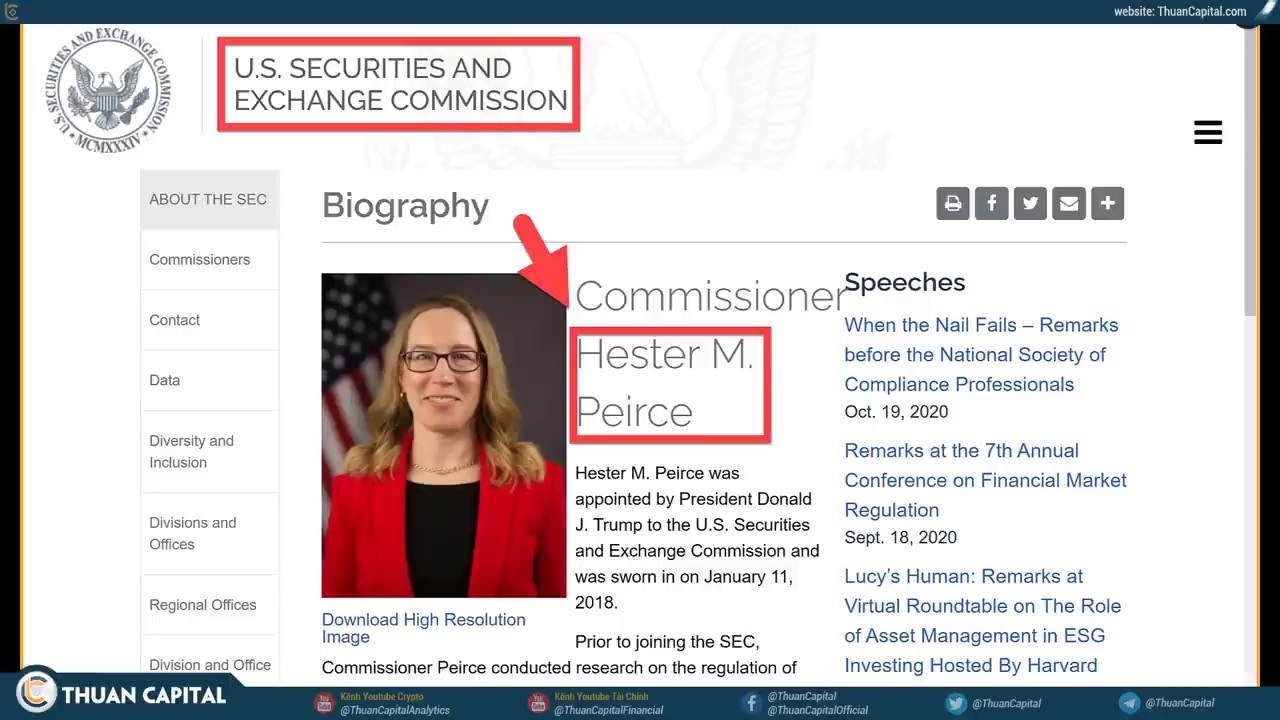 website: ThuanCapital.com
U.S. SECURITIES AND EXCHANGE COMMISSION
MCMXXXIV
U.S. SECURITIES AND
EXCHANGE COMMISSION
ABOUT THE SEC
Commissioners
Contact
Data
Diversity and
Inclusion
Divisions and
Offices
Regional Offices
Division and Office
Biography
Commissioner
Hester M.
Peirce
Hester M. Peirce was
appointed by President Donald
J. Trump to the U.S. Securities
and Exchange Commission and
was sworn in on January 11,
2018.
Download High Resolution
Image
Prior to joining the SEC,
Commissioner Peirce conducted research on the regulation of
Speeches
When the Nail Fails – Remarks
before the National Society of
Compliance Professionals
Oct. 19, 2020
Remarks at the 7th Annual
Conference on Financial Market
Regulation
Sept. 18, 2020
Lucy’s Human: Remarks at
Virtual Roundtable on The Role
of Asset Management in ESG
Investing Hosted By Harvard
THUAN CAPITAL
Kênh Youtube Crypto
@ThuanCapitalAnalytics
Kênh Youtube Tài Chính
@ThuanCapitalFinancial
@ThuanCapital
@ThuanCapitalOfficial
@ThuanCapital
@ThuanCapital